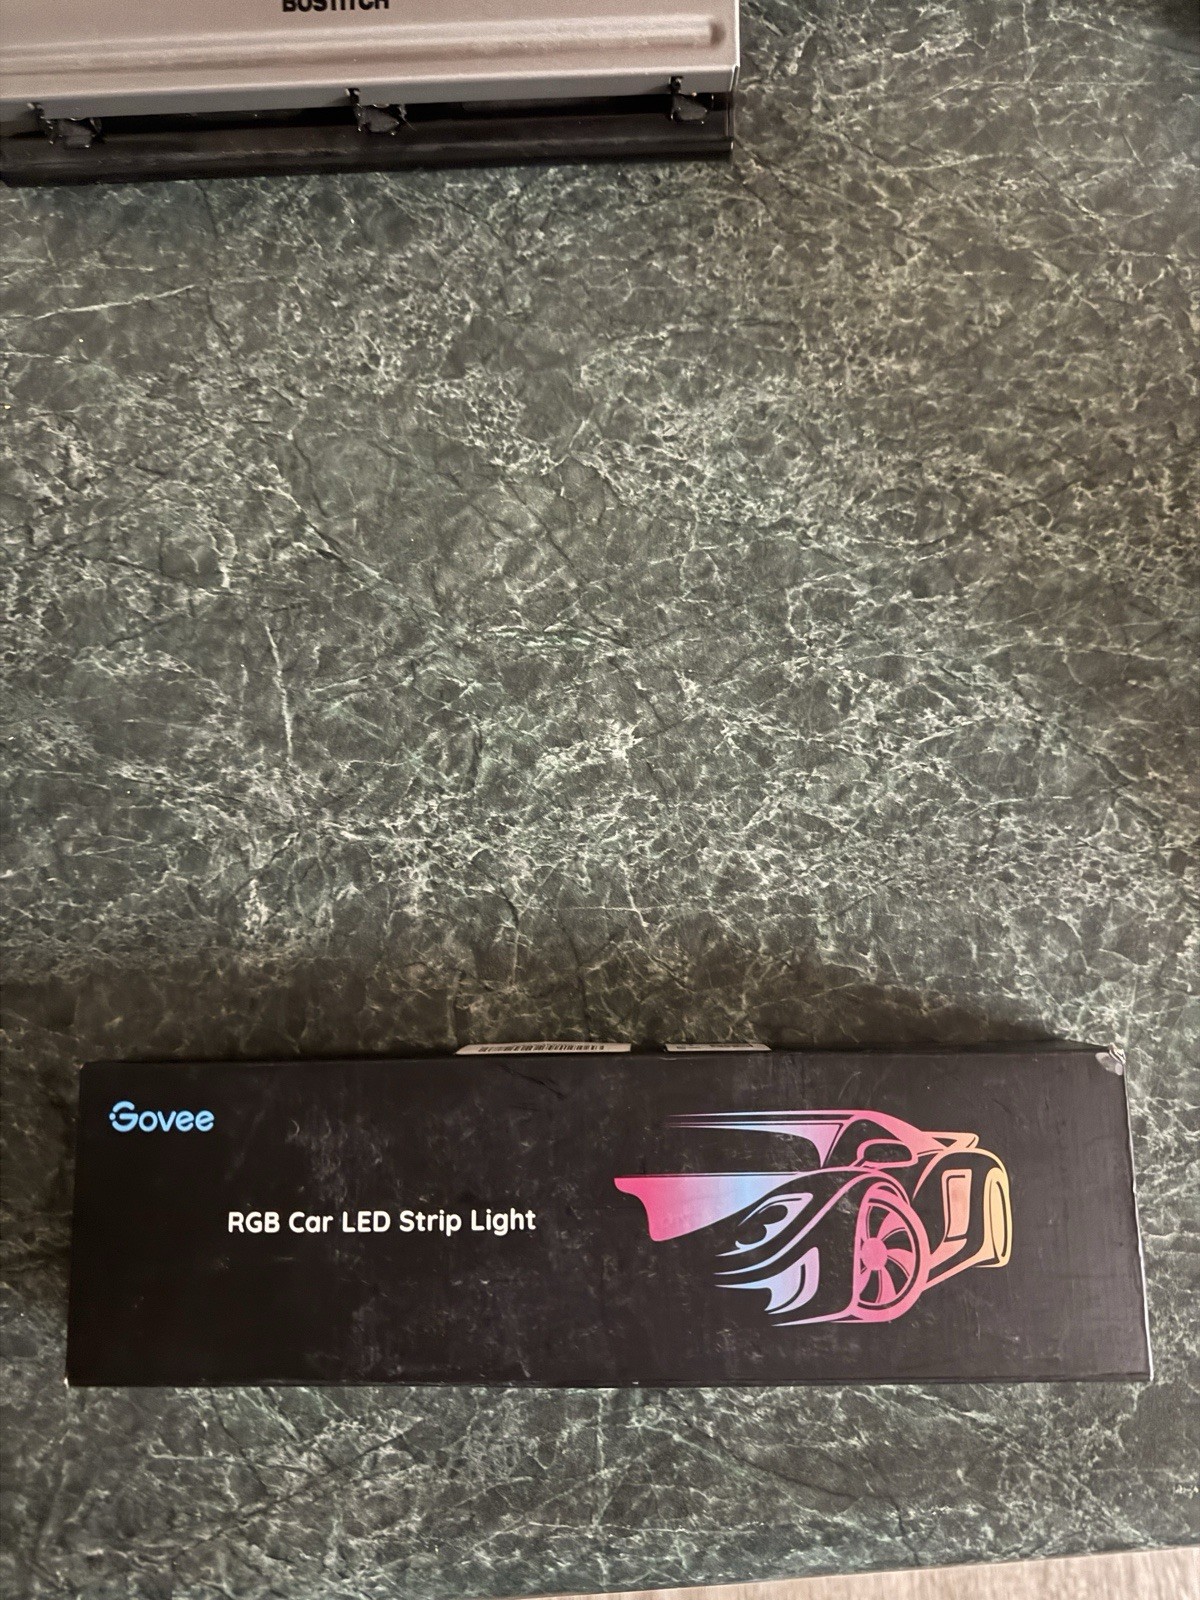 BOSTITCH
Govee
RGB Car LED Strip Light